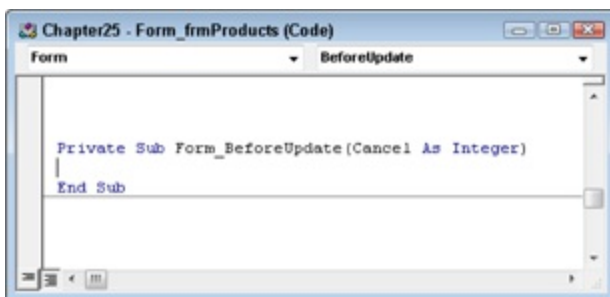 Chapter25 - Form_frmProducts (Code)
Form BeforeUpdate
Private Sub Form_BeforeUpdate(Cancel As Integer)
End Sub